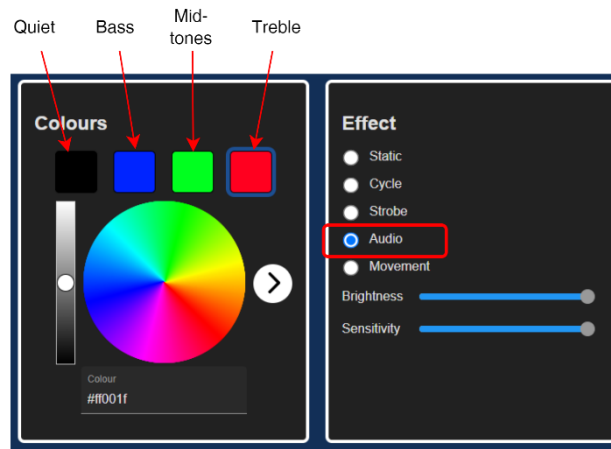 Quiet
Bass
Mid-
tones
Treble
Colours
Colour
#ff001f
Effect
Static
Cycle
Strobe
Audio
Movement
Brightness
Sensitivity